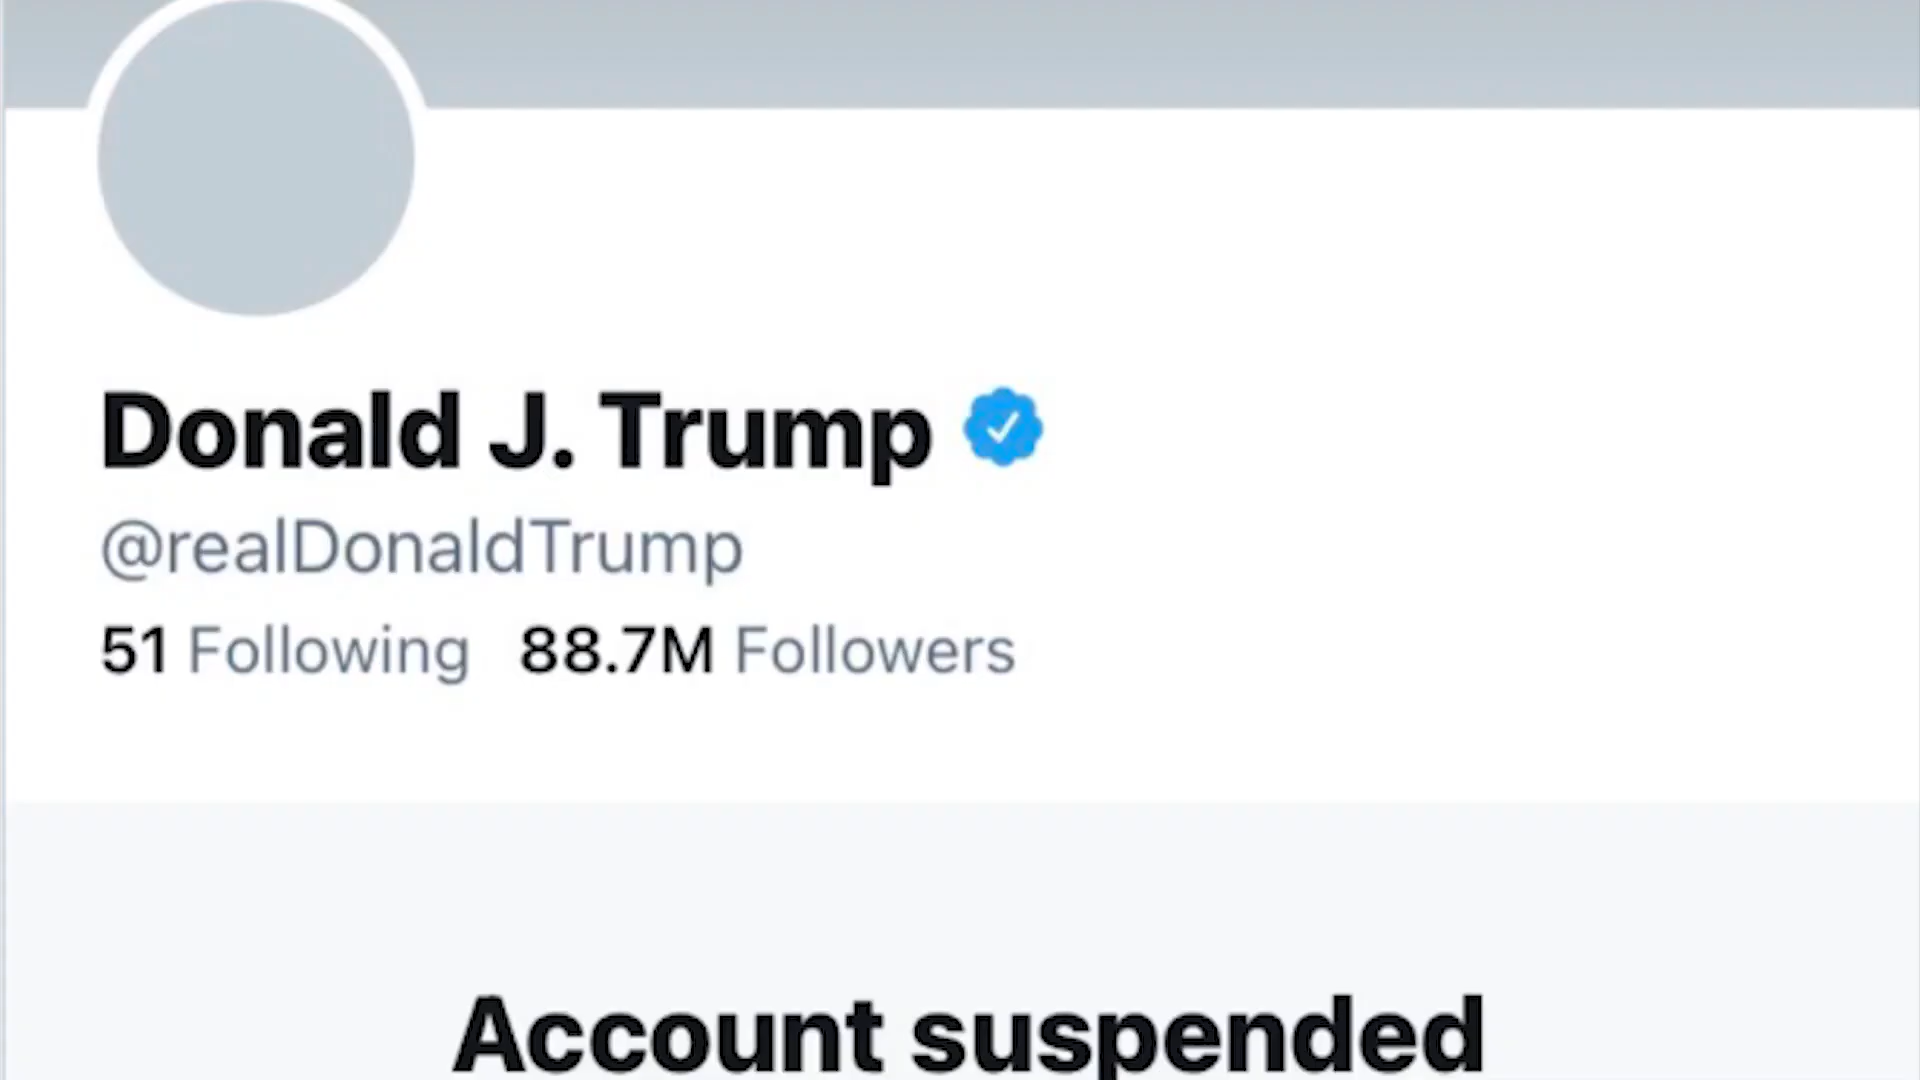 Donald J. Trump
@realDonaldTrump
51 Following 88.7M Followers
Account suspended